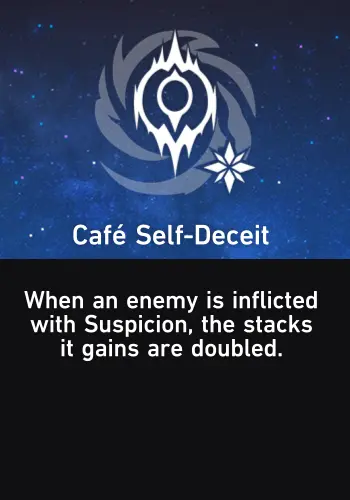 Café Self-Deceit
When an enemy is inflicted
with Suspicion, the stacks
it gains are doubled.